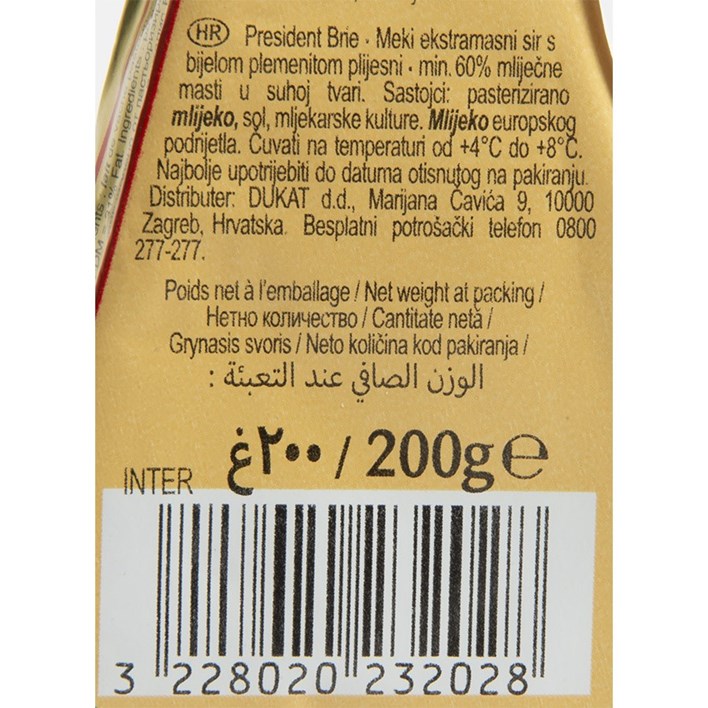 HR President Brie - Meki ekstramasni sir s
bijelom plemenitom plijesni - min. 60% mliječne
masti u suhoj tvari. Sastojci: pasterizirano
mlijeko, sol, mljekarske kulture. Mlijeko europskog
podrijetla. Čuvati na temperaturi od +4°C do +8°C.
Najbolje upotrijebiti do datuma otisnutog na pakiranju.
Distributer: DUKAT d.d., Marijana Čavića 9, 10000
Zagreb, Hrvatska. Besplatni potrošački telefon 0800
277-277.
Poids net à l'emballage / Net weight at packing /
Нетно количество / Cantitate netă /
Grynasis svoris / Neto količina kod pakiranja /
الوزن الصافي عند التعبئة :
٢٠٠غ / 200g ℮
INTER
3 228020 232028